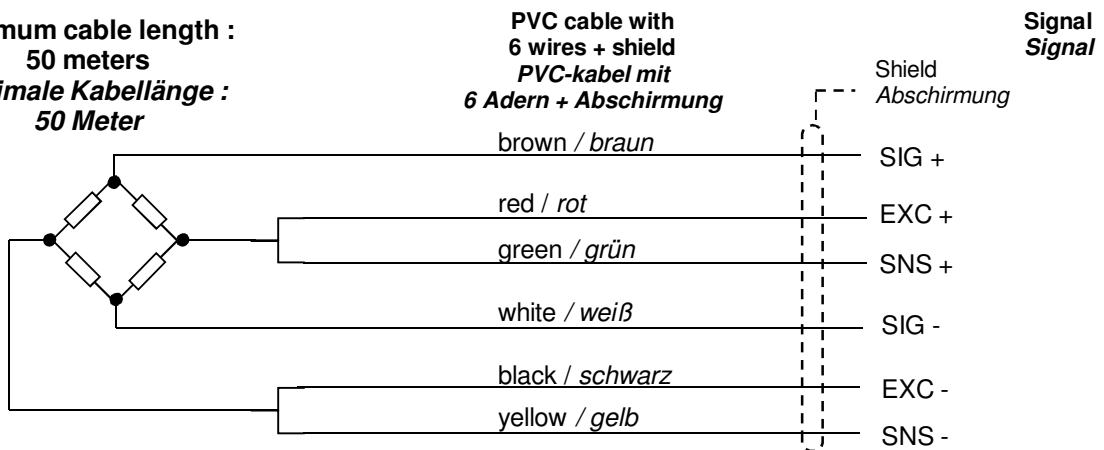 mum cable length :
50 meters
imale Kabellänge :
50 Meter
PVC cable with
6 wires + shield
PVC-kabel mit
6 Adern + Abschirmung
Signal
Signal
Shield
Abschirmung
brown / braun
SIG +
red / rot
EXC +
green / grün
SNS +
white / weiß
SIG -
black / schwarz
EXC -
yellow / gelb
SNS -